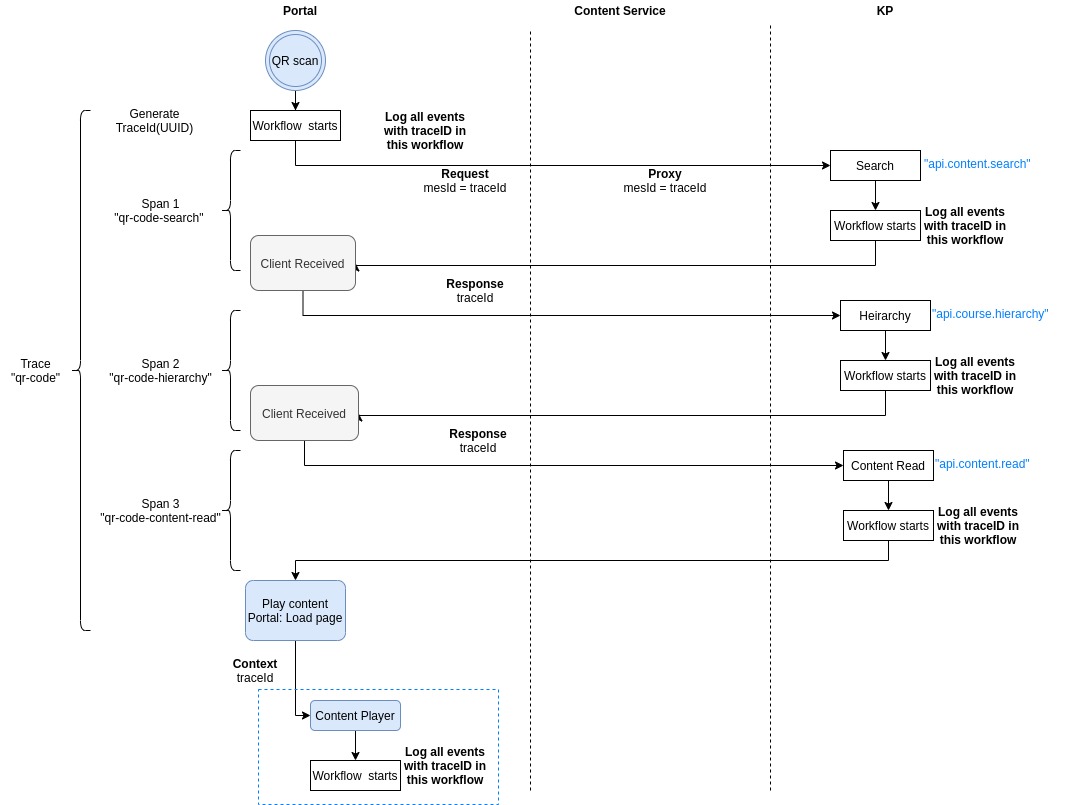 Portal
Content Service
KP
QR scan
Generate
TraceId(UUID)
Workflow starts
Log all events
with traceID in
this workflow
Request
mesId = traceId
Proxy
mesId = traceId
Search
"api.content.search"
Span 1
"qr-code-search"
Workflow starts
Log all events
with traceID in
this workflow
Client Received
Response
traceId
Heirarchy
"api.course.hierarchy"
Trace
"qr-code"
Span 2
"qr-code-hierarchy"
Workflow starts
Log all events
with traceID in
this workflow
Client Received
Response
traceId
Content Read
"api.content.read"
Span 3
"qr-code-content-read"
Workflow starts
Log all events
with traceID in
this workflow
Play content
Portal: Load page
Context
traceId
Content Player
Workflow starts
Log all events
with traceID in
this workflow